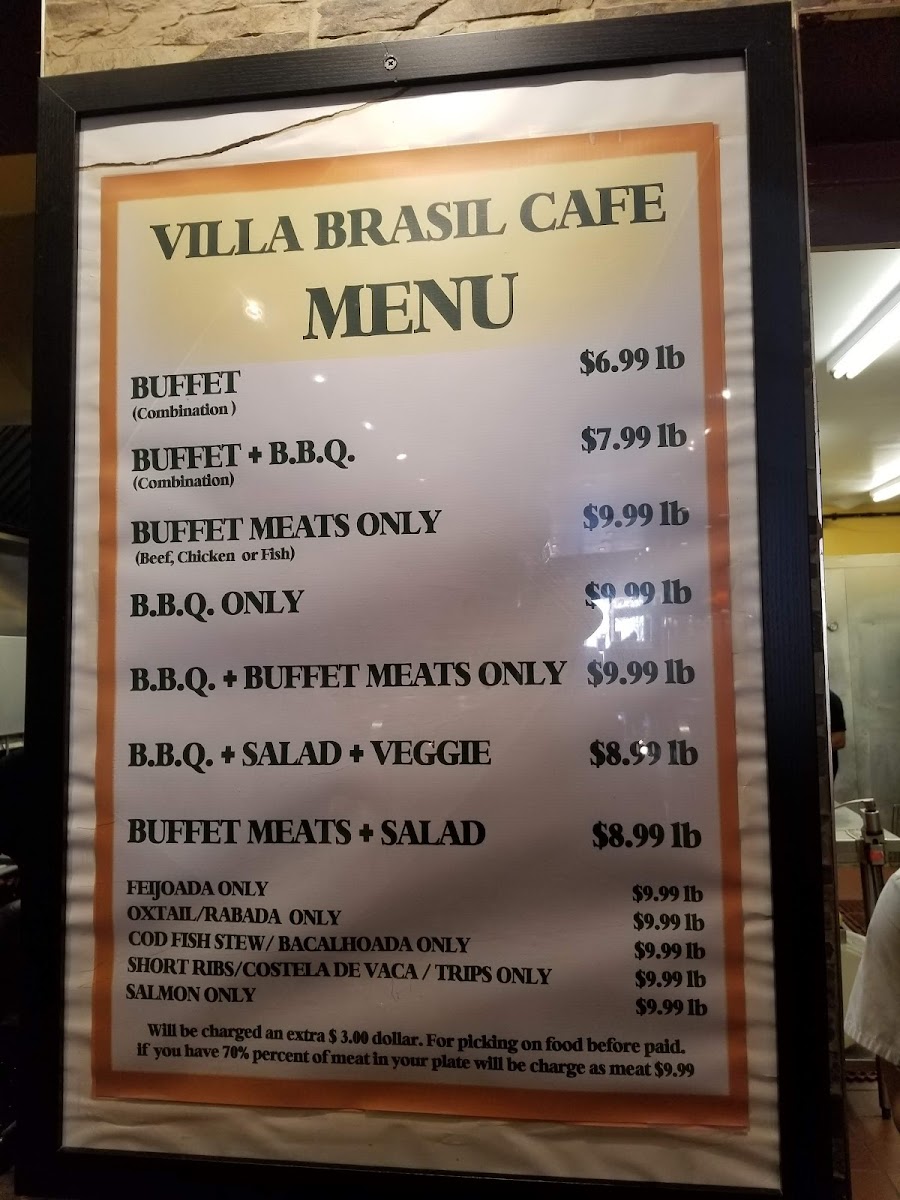 VILLA BRASIL CAFE
MENU
BUFFET $6.99 lb
(Combination )
BUFFET + B.B.Q. $7.99 lb
(Combination)
BUFFET MEATS ONLY $9.99 lb
(Beef, Chicken or Fish)
B.B.Q. ONLY $9.99 lb
B.B.Q. + BUFFET MEATS ONLY $9.99 lb
B.B.Q. + SALAD + VEGGIE $8.99 lb
BUFFET MEATS + SALAD $8.99 lb
FEIJOADA ONLY $9.99 lb
OXTAIL/RABADA ONLY $9.99 lb
COD FISH STEW/ BACALHOADA ONLY $9.99 lb
SHORT RIBS/COSTELA DE VACA / TRIPS ONLY $9.99 lb
SALMON ONLY $9.99 lb
Will be charged an extra $ 3.00 dollar. For picking on food before paid.
if you have 70% percent of meat in your plate will be charge as meat $9.99